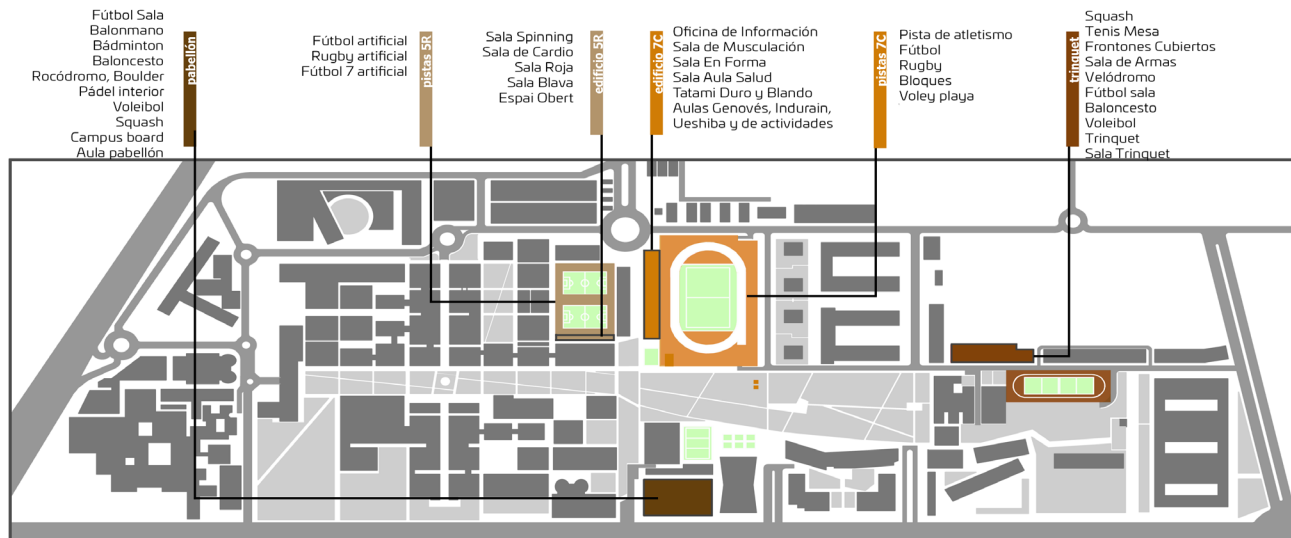 Fútbol Sala
Balonmano
Bádminton
Baloncesto
Rocódromo, Boulder
Pádel interior
Voleibol
Squash
Campus board
Aula pabellón
pabellón
Fútbol artificial
Rugby artificial
Fútbol 7 artificial
pistas 5R
Sala Spinning
Sala de Cardio
Sala Roja
Sala Blava
Espai Obert
edificio 5R
edificio 7C
Oficina de Información
Sala de Musculación
Sala En Forma
Sala Aula Salud
Tatami Duro y Blando
Aulas Genovés, Indurain,
Ueshiba y de actividades
pistas 7C
Pista de atletismo
Fútbol
Rugby
Bloques
Voley playa
trinquet
Squash
Tenis Mesa
Frontones Cubiertos
Sala de Armas
Velódromo
Fútbol sala
Baloncesto
Voleibol
Trinquet
Sala Trinquet